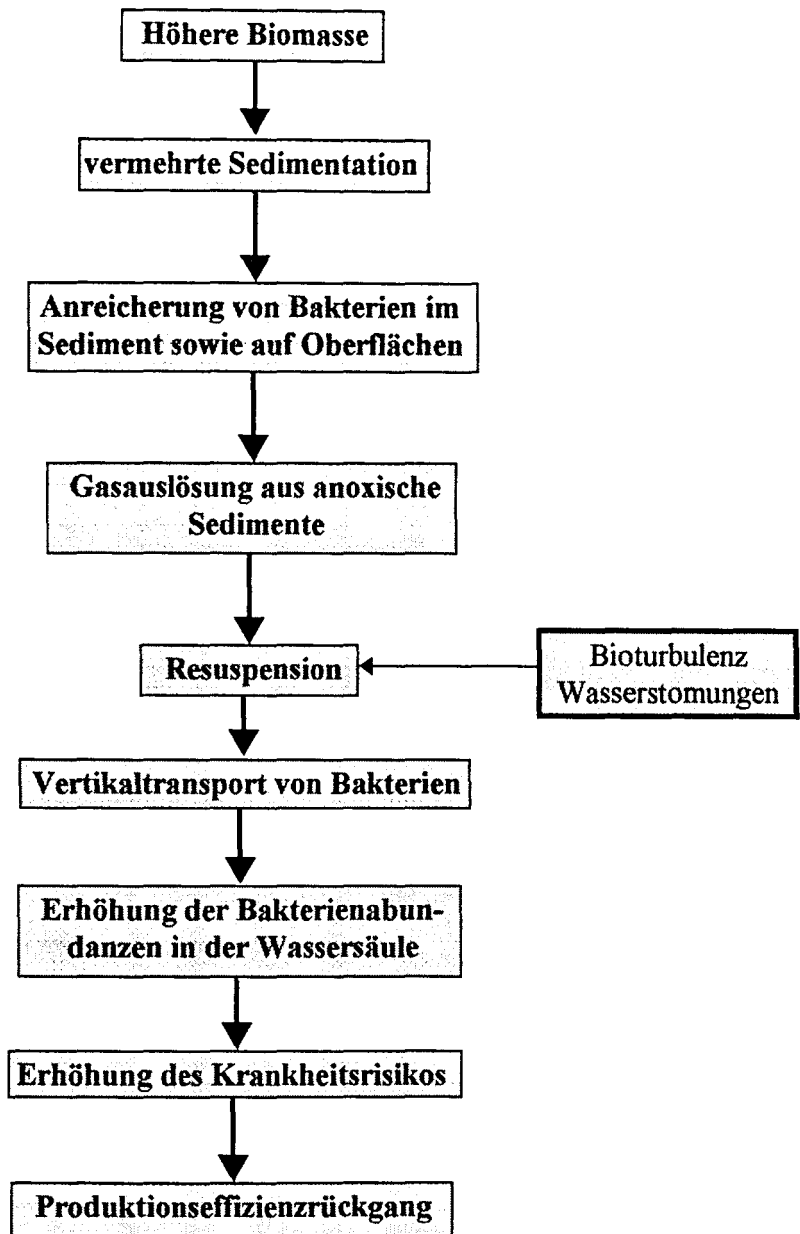 Höhere Biomasse
vermehrte Sedimentation
Anreicherung von Bakterien im
Sediment sowie auf Oberflächen
Gasauslösung aus anoxische
Sedimente
Resuspension
Bioturbulenz
Wasserstomungen
Vertikaltransport von Bakterien
Erhöhung der Bakterienabun-
danzen in der Wassersäule
Erhöhung des Krankheitsrisikos
Produktionseffizienzrückgang